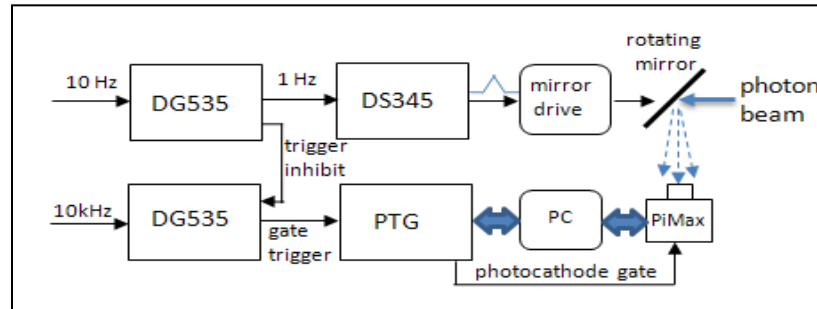 rotating
mirror
10 Hz
DG535
1 Hz
DS345
mirror
drive
photon
beam
trigger
inhibit
10kHz
DG535
gate
trigger
PTG
PC
PiMax
photocathode gate